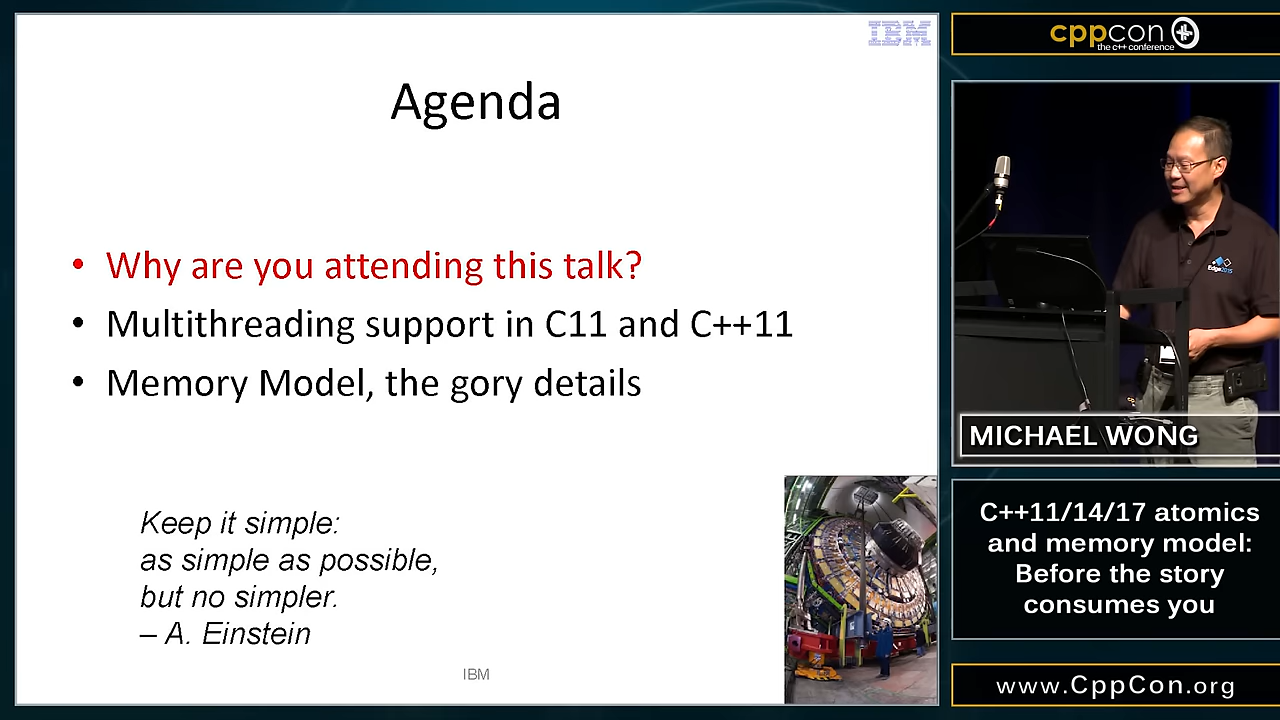 IBM
Agenda
• Why are you attending this talk?
• Multithreading support in C11 and C++11
• Memory Model, the gory details
Keep it simple:
as simple as possible,
but no simpler.
– A. Einstein
IBM
cppcon
the c++ conference
Edge2015
MICHAEL WONG
C++11/14/17 atomics
and memory model:
Before the story
consumes you
www.CppCon.org